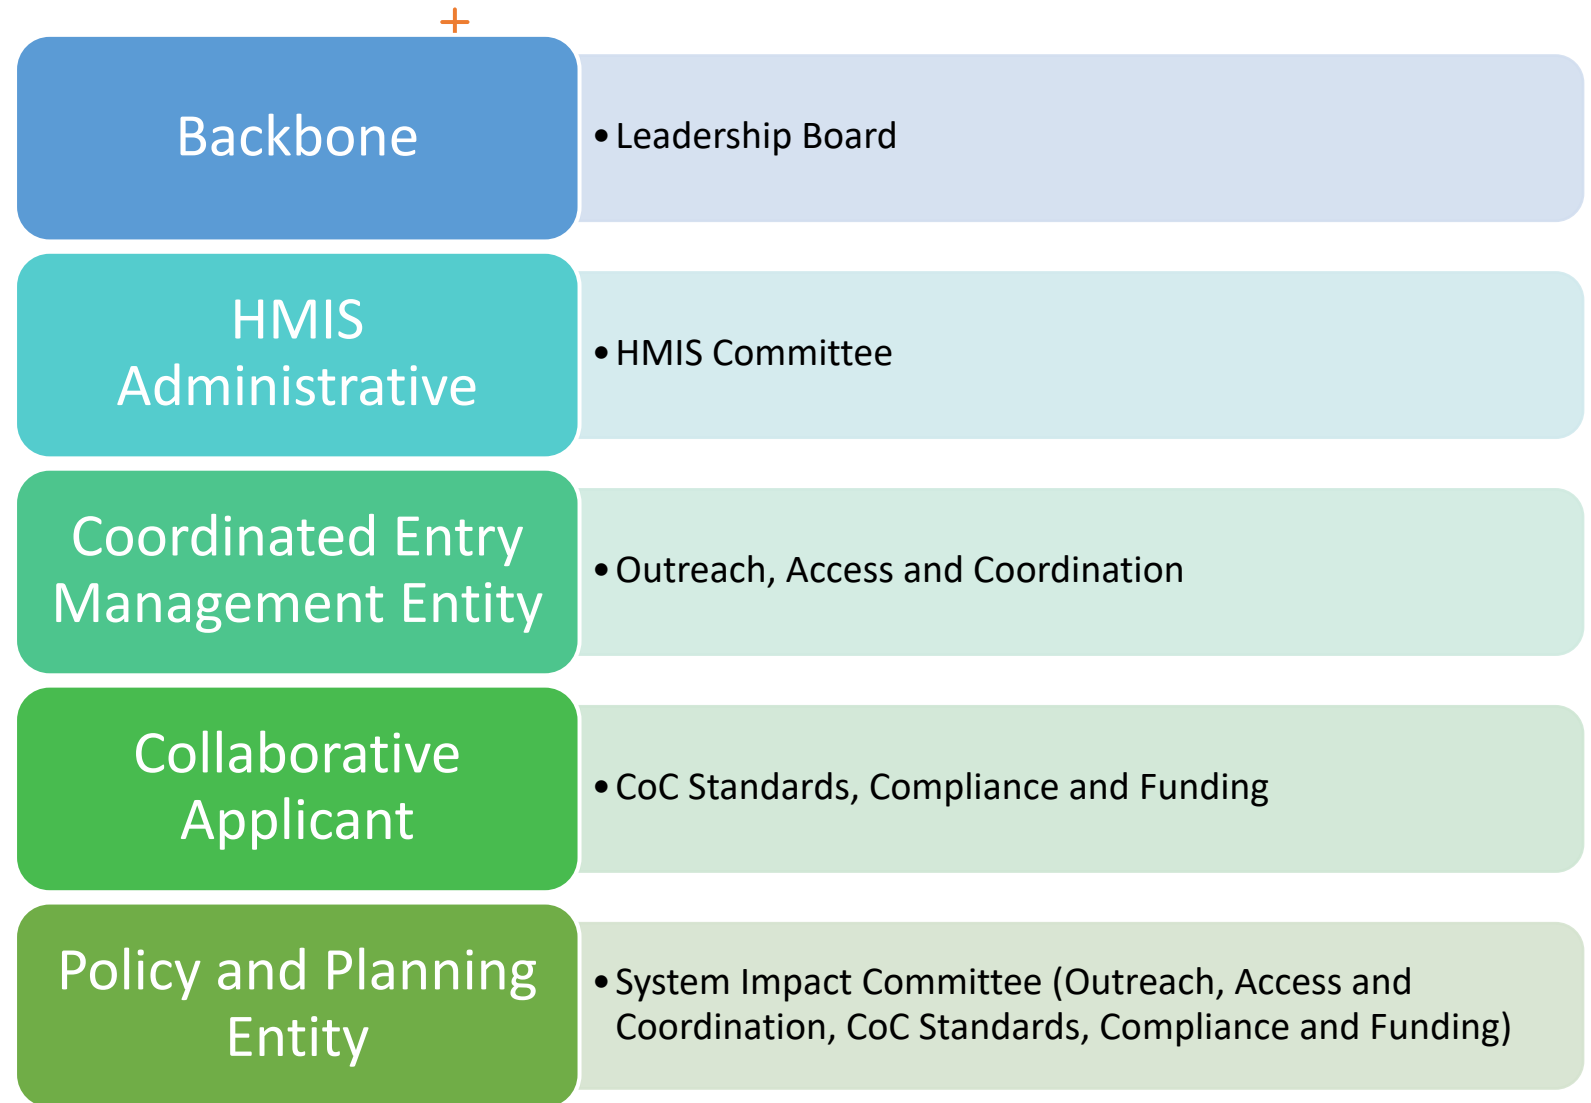 Backbone
• Leadership Board
HMIS
Administrative
• HMIS Committee
Coordinated Entry
Management Entity
• Outreach, Access and Coordination
Collaborative
Applicant
• CoC Standards, Compliance and Funding
Policy and Planning
Entity
• System Impact Committee (Outreach, Access and
Coordination, CoC Standards, Compliance and Funding)